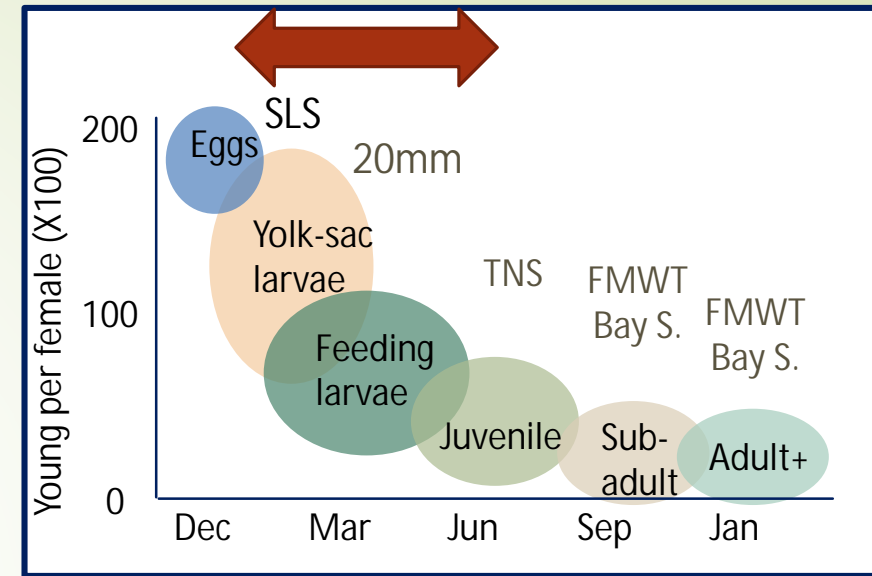 SLS
200
Eggs
20mm
Yolk-sac
larvae
TNS
FMWT
Bay S.
FMWT
Bay S.
100
Feeding
larvae
Juvenile
Sub-
adult
Adult+
0
Young per female (X100)
Dec
Mar
Jun
Sep
Jan